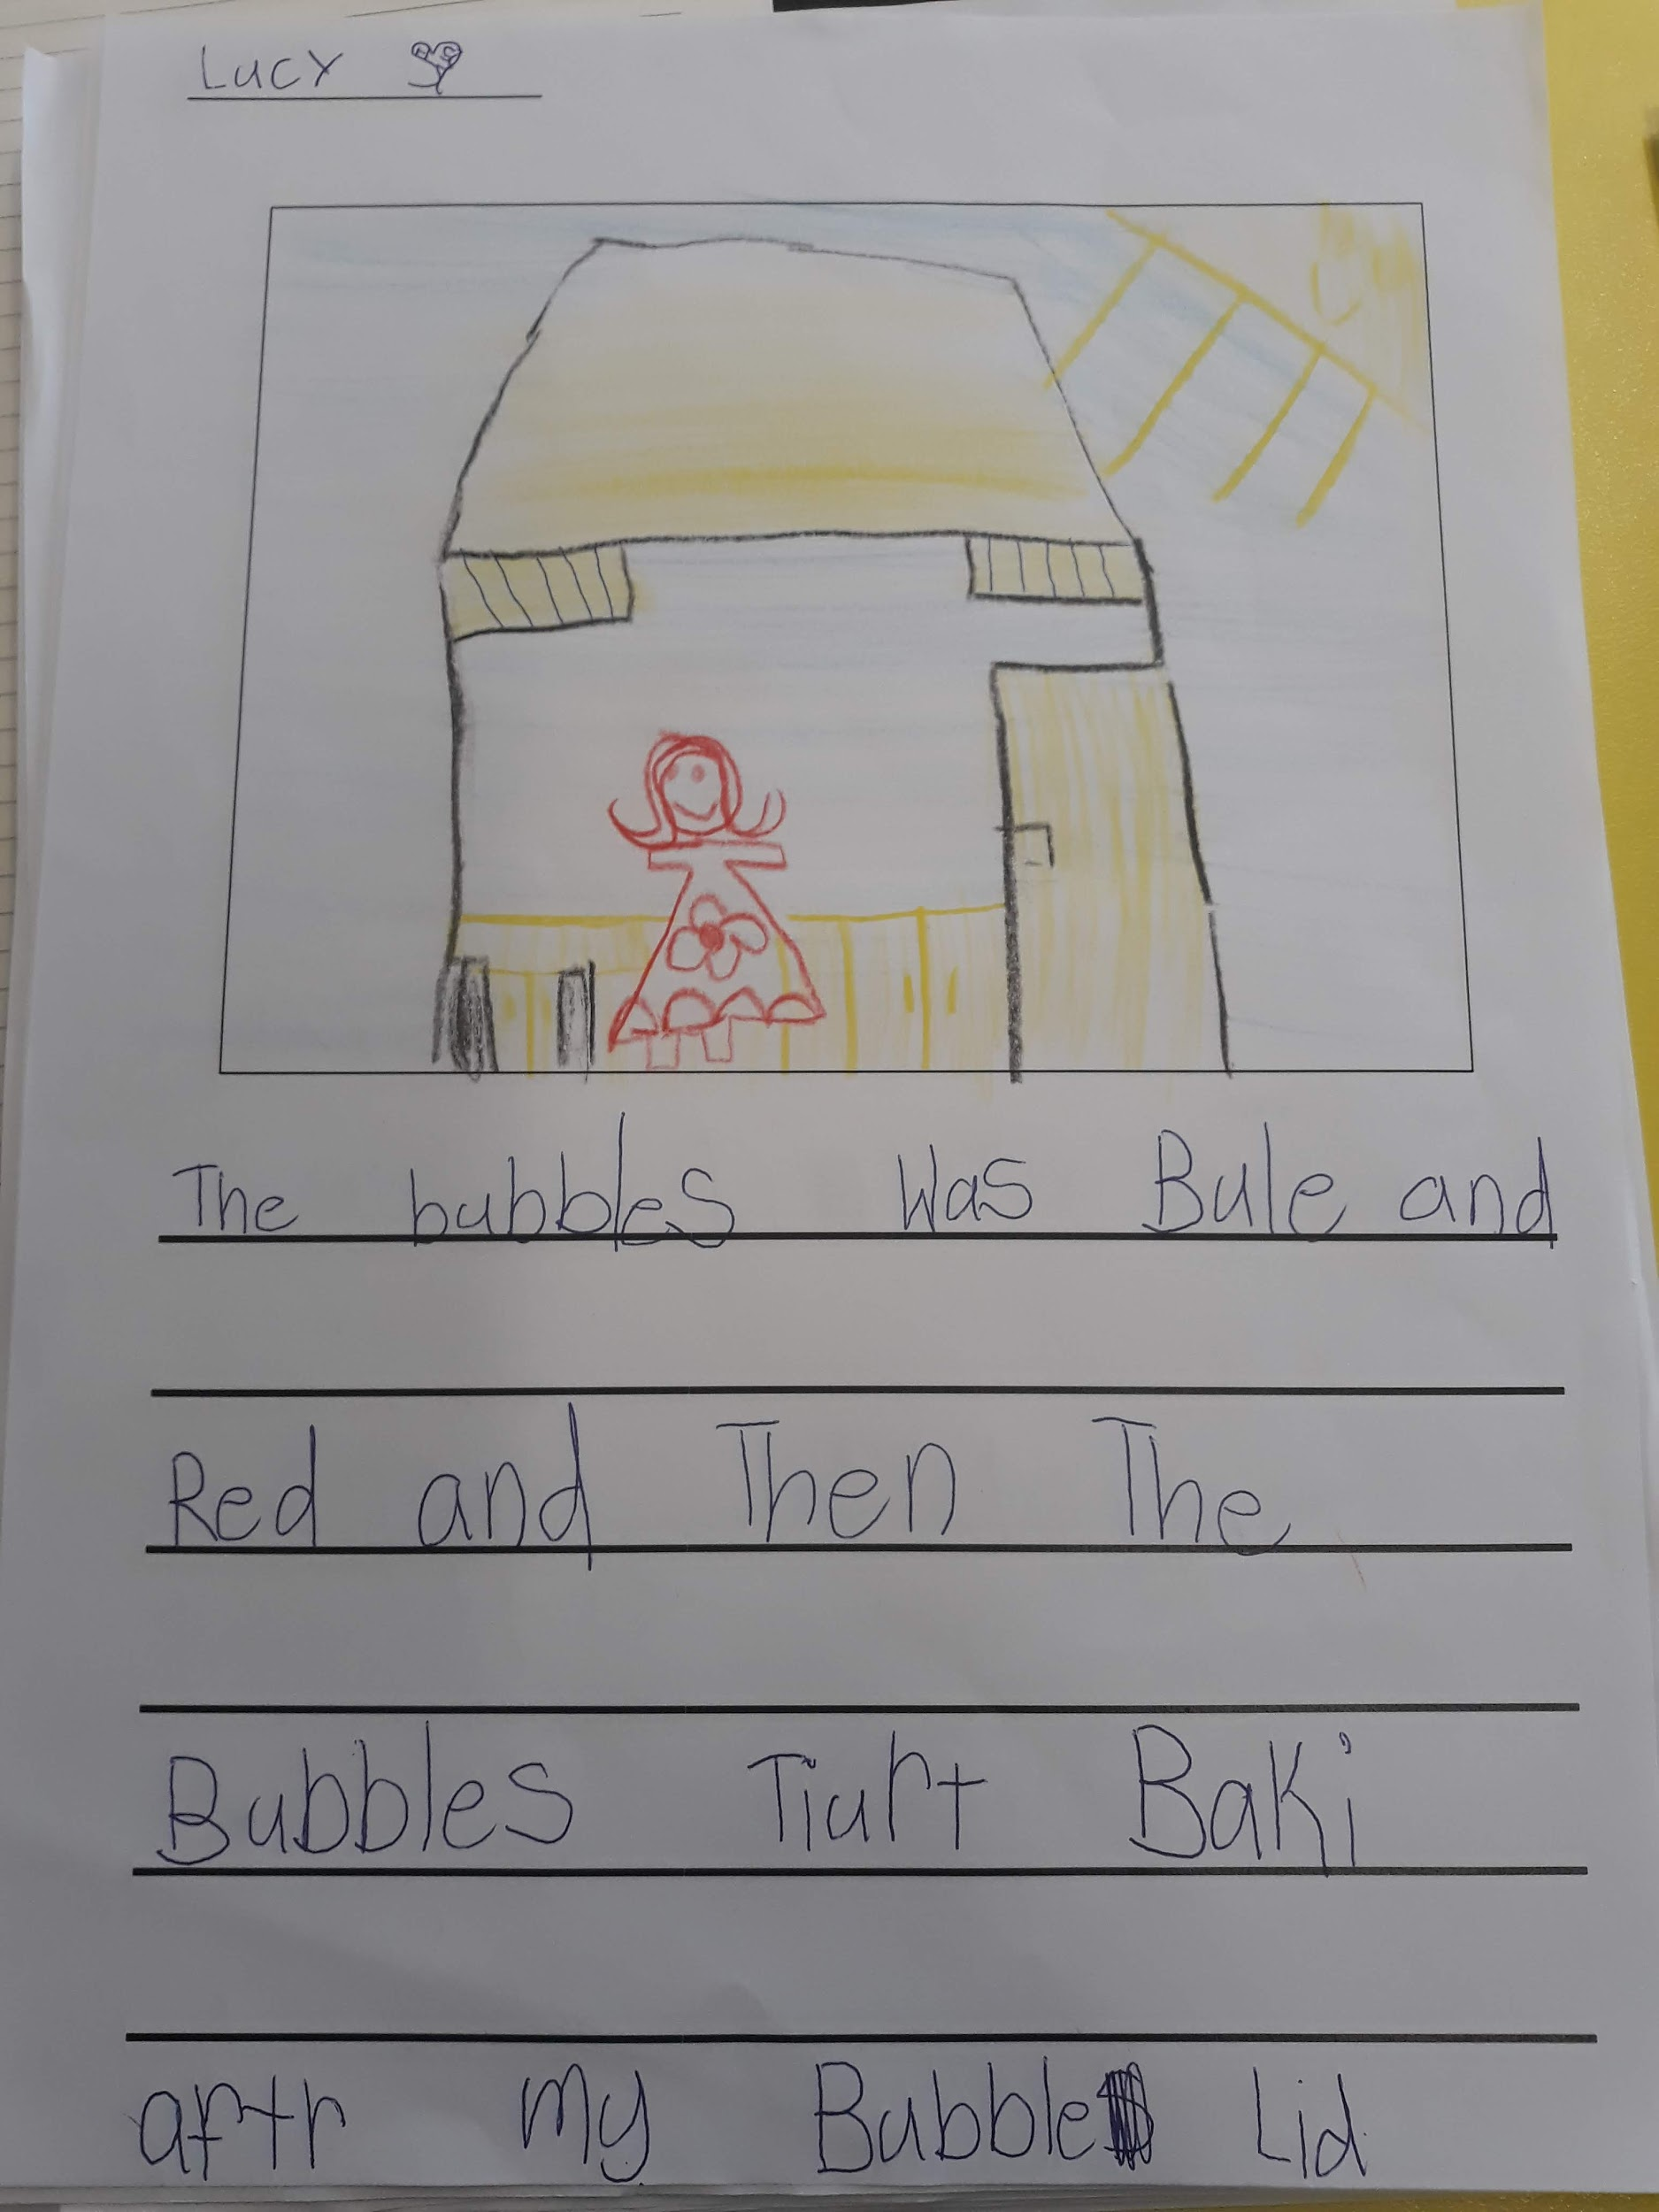 Lucy
The bubbles Was Bule and
Red and Then The
Bubbles Tiurt Baki
aftr my Bubble Lid